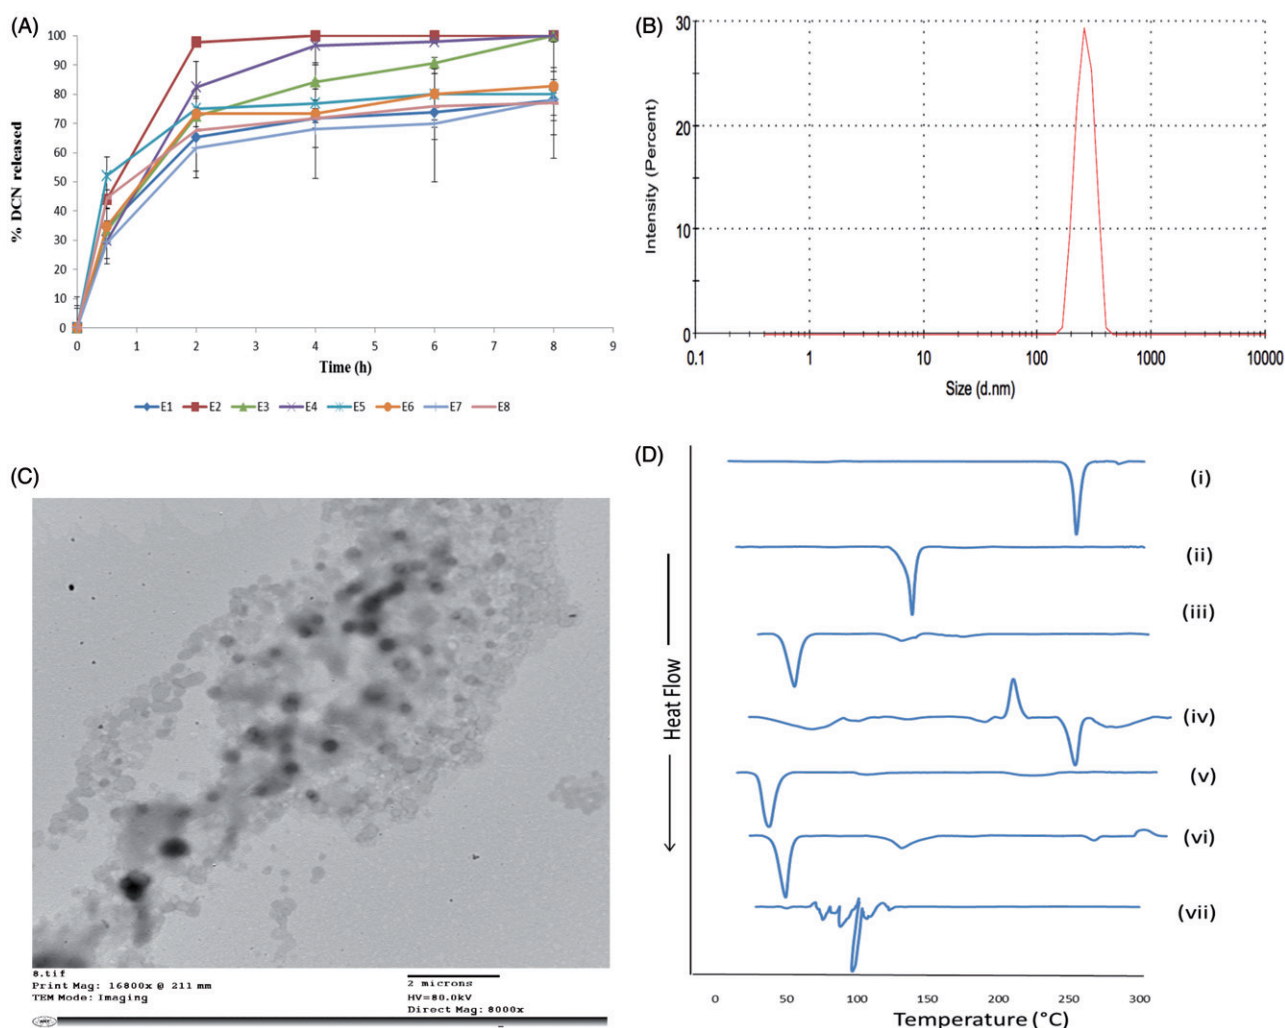 (A)
100
90
80
70
60
50
40
30
20
10
0
% DCN released
0 1 2 3 4 5 6 7 8 9
Time (h)
E1 E2 E3 E4 E5 E6 E7 E8
(B)
30
20
10
0
Intensity (Percent)
0.1 1 10 100 1000 10000
Size (d.nm)
(C)
8.tif
Print Mag: 16800x @ 211 mm
TEM Mode: Imaging
2 microns
HV=80.0kV
Direct Mag: 8000x
(D)
(i)
(ii)
(iii)
(iv)
(v)
(vi)
(vii)
Heat Flow
0 50 100 150 200 250 300
Temperature (°C)